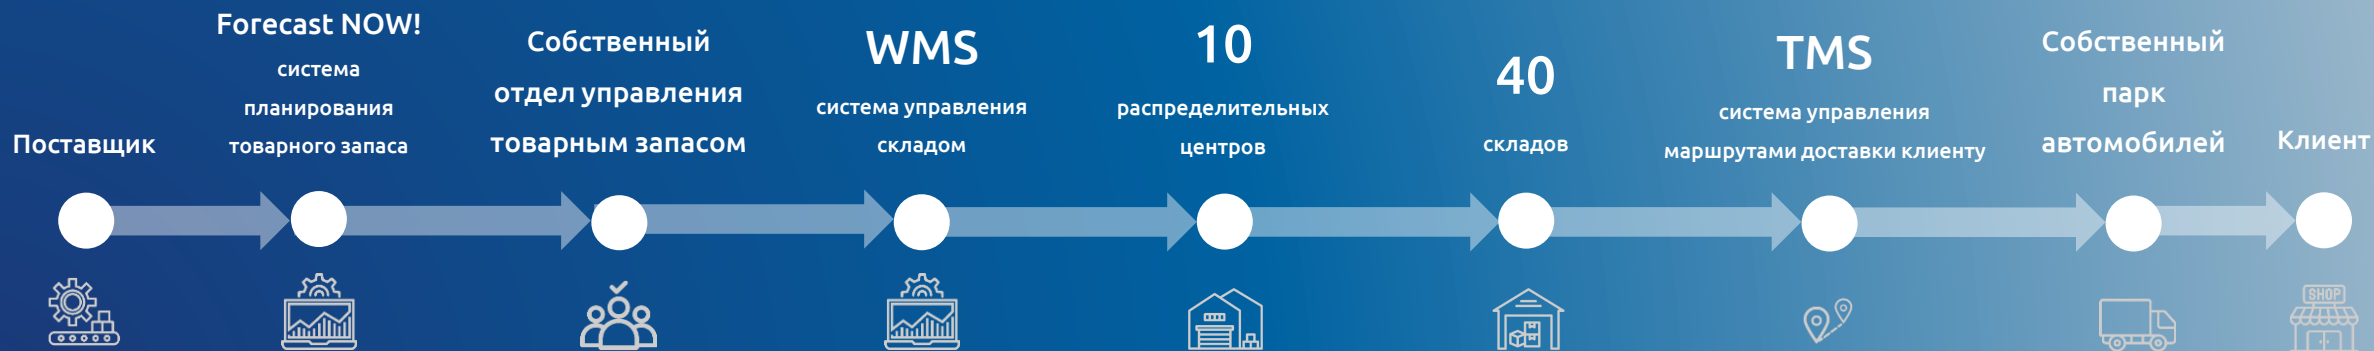 Поставщик
Forecast NOW!
система
планирования
товарного запаса
Собственный
отдел управления
товарным запасом
WMS
система управления
складом
10
распределительных
центров
40
складов
TMS
система управления
маршрутами доставки клиенту
Собственный
парк
автомобилей
Клиент
SHOP